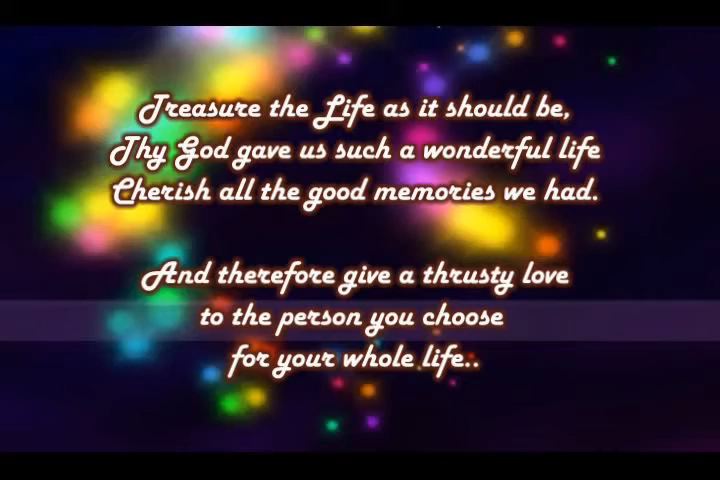 Treasure the Life as it should be,
Thy God gave us such a wonderful life
Cherish all the good memories we had.
And therefore give a thrusty love
to the person you choose
for your whole life..